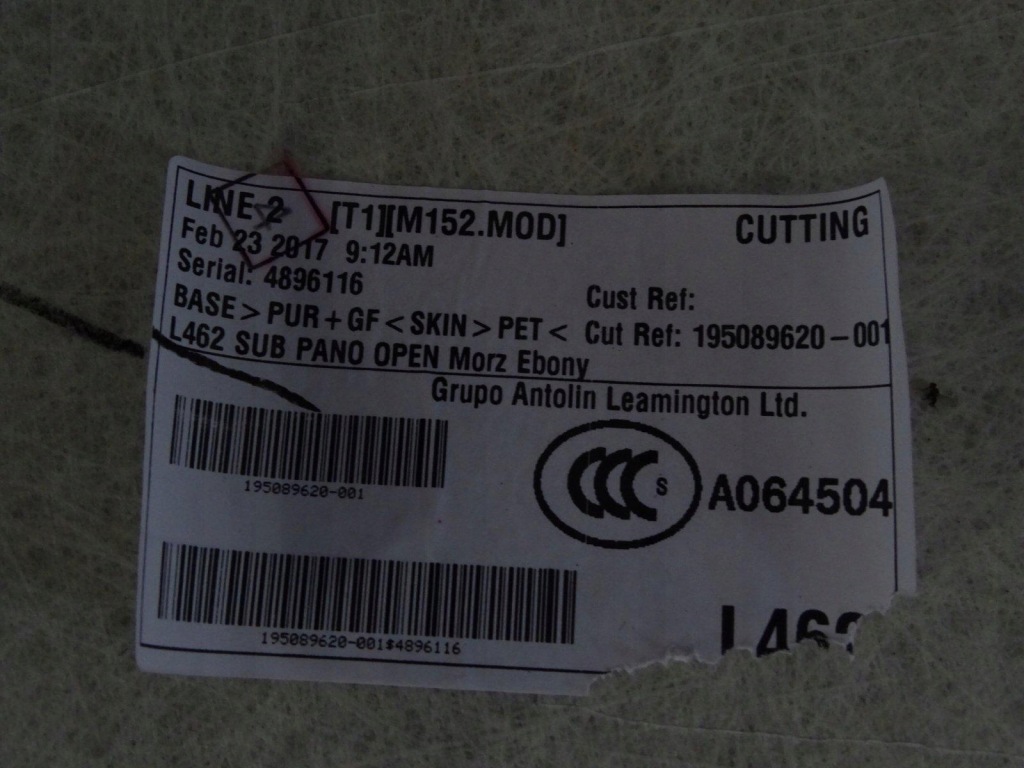 LINE 2 [T1][M152.MOD] CUTTING
Feb 23 2017 9:12AM
Serial: 4896116
Cust Ref:
BASE > PUR + GF < SKIN > PET < Cut Ref: 195089620-001
L462 SUB PANO OPEN Morz Ebony
Grupo Antolin Leamington Ltd.
195089620-001
CCC S A064504
195089620-001$4896116
L462